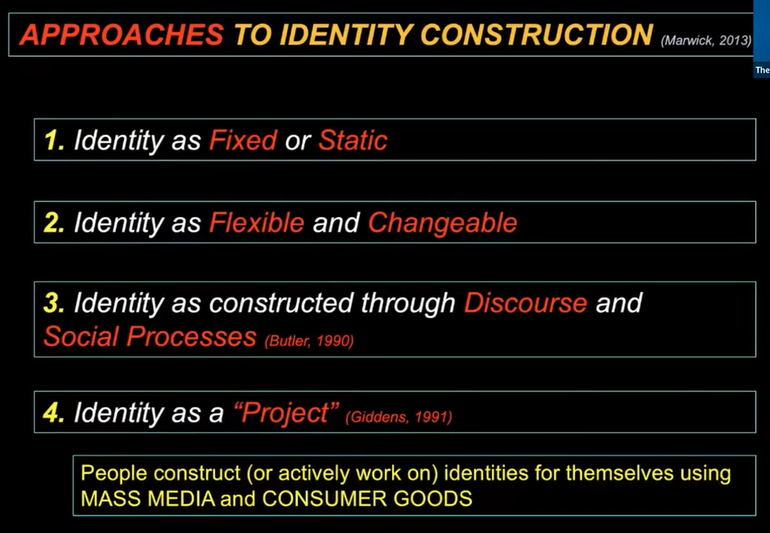 APPROACHES TO IDENTITY CONSTRUCTION (Marwick, 2013)
The
1. Identity as Fixed or Static
2. Identity as Flexible and Changeable
3. Identity as constructed through Discourse and
Social Processes (Butler, 1990)
4. Identity as a “Project” (Giddens, 1991)
People construct (or actively work on) identities for themselves using
MASS MEDIA and CONSUMER GOODS